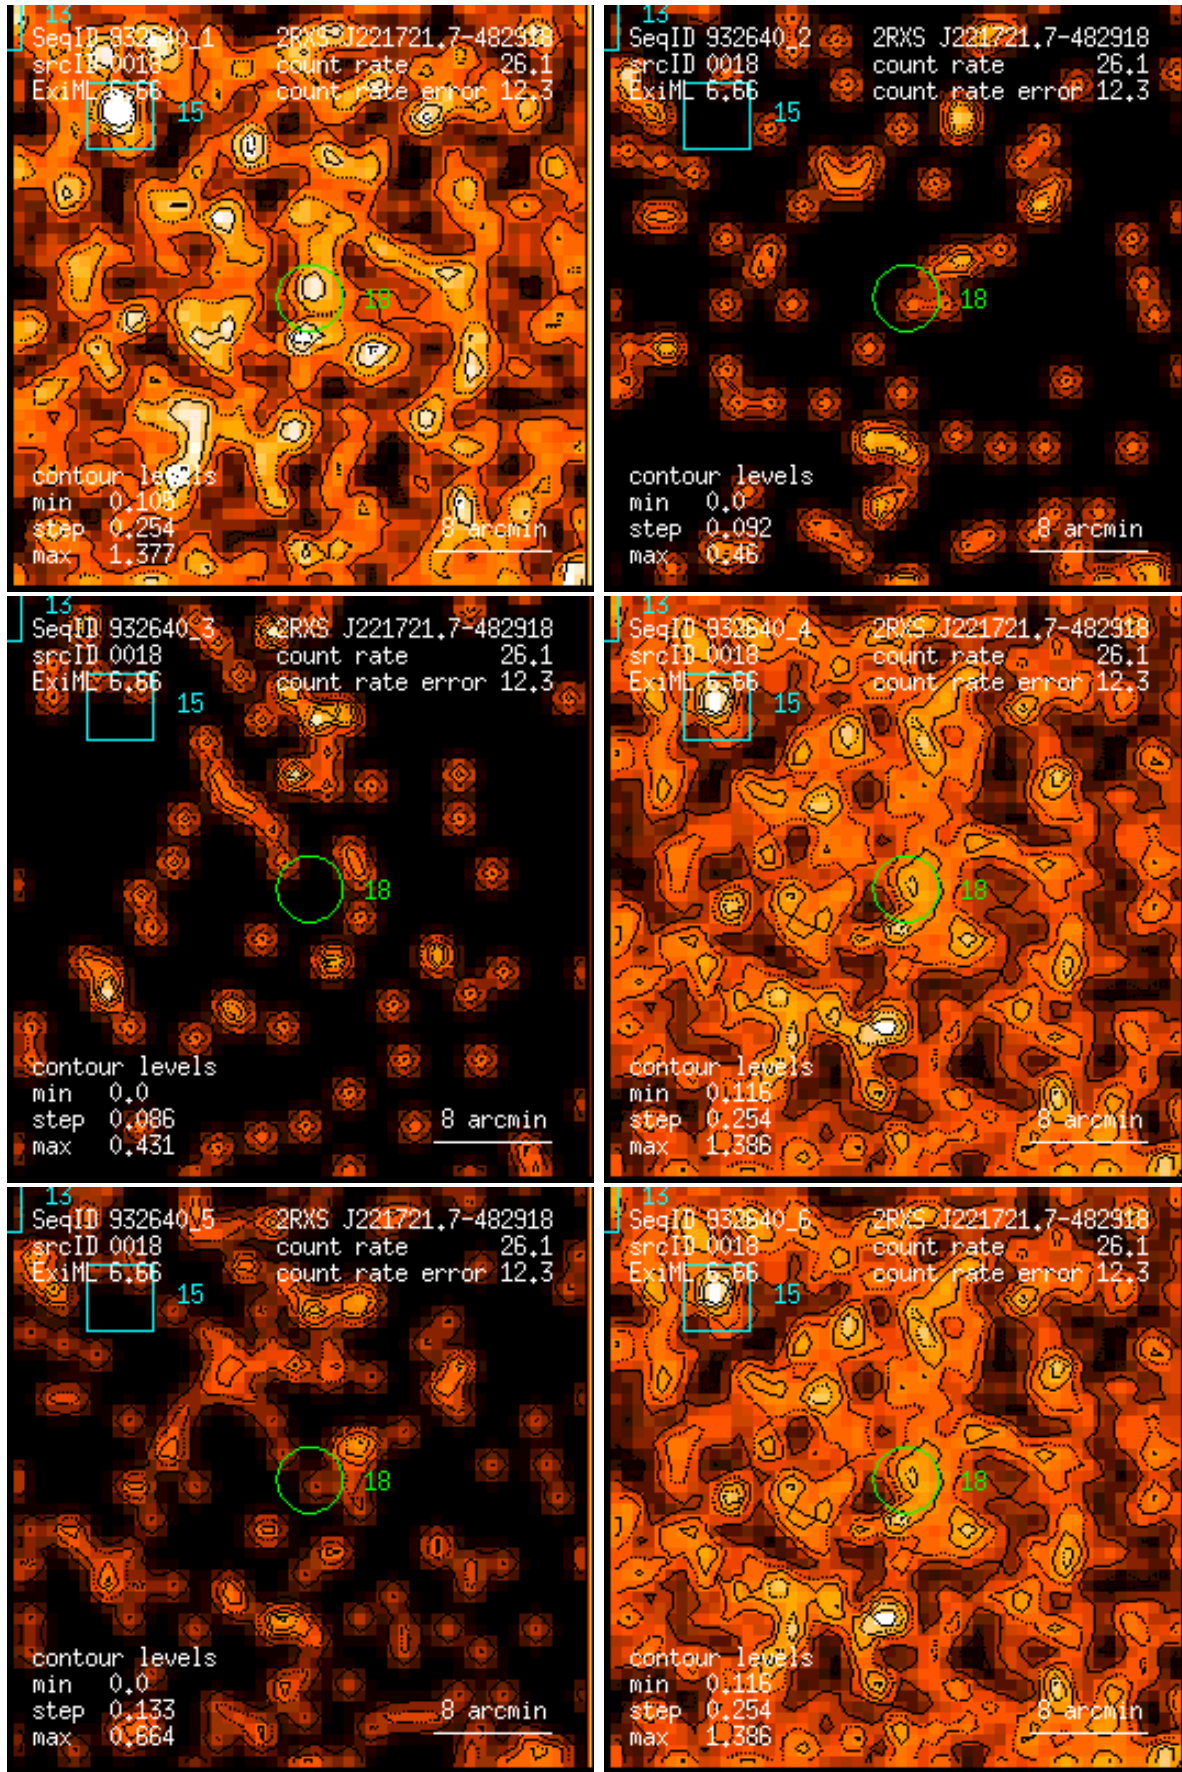 13
SeqID 932640_1 2RXS J221721.7-482918
srcID 0018 count rate 26.1
ExiML 6.66 count rate error 12.3
15
18
contour levels
min 0.105
step 0.254
max 1.377
8 arcmin
13
SeqID 932640_2 2RXS J221721.7-482918
srcID 0018 count rate 26.1
ExiML 6.66 count rate error 12.3
15
18
contour levels
min 0.0
step 0.092
max 0.46
8 arcmin
13
SeqID 932640_3 2RXS J221721.7-482918
srcID 0018 count rate 26.1
ExiML 6.66 count rate error 12.3
15
18
contour levels
min 0.0
step 0.086
max 0.431
8 arcmin
13
SeqID 932640_4 2RXS J221721.7-482918
srcID 0018 count rate 26.1
ExiML 6.66 count rate error 12.3
15
18
contour levels
min 0.116
step 0.254
max 1.386
8 arcmin
13
SeqID 932640_5 2RXS J221721.7-482918
srcID 0018 count rate 26.1
ExiML 6.66 count rate error 12.3
15
18
contour levels
min 0.0
step 0.133
max 0.664
8 arcmin
13
SeqID 932640_6 2RXS J221721.7-482918
srcID 0018 count rate 26.1
ExiML 6.66 count rate error 12.3
15
18
contour levels
min 0.116
step 0.254
max 1.386
8 arcmin